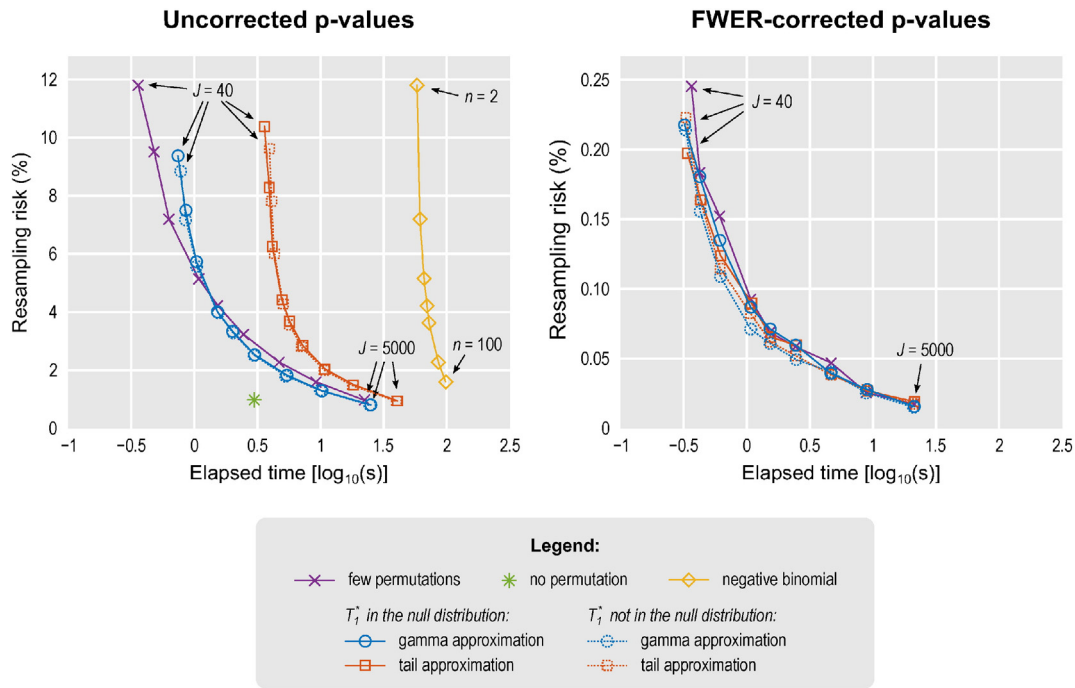 Uncorrected p-values
FWER-corrected p-values
Resampling risk (%)
12
10
8
6
4
2
0
J = 40
n = 2
J = 5000
n = 100
−1
−0.5
0
0.5
1
1.5
2
2.5
Elapsed time [log10(s)]
Resampling risk (%)
0.25
0.20
0.15
0.10
0.05
0
J = 40
J = 5000
−1
−0.5
0
0.5
1
1.5
2
2.5
Elapsed time [log10(s)]
Legend:
few permutations
no permutation
negative binomial
T1* in the null distribution:
T1* not in the null distribution:
gamma approximation
gamma approximation
tail approximation
tail approximation